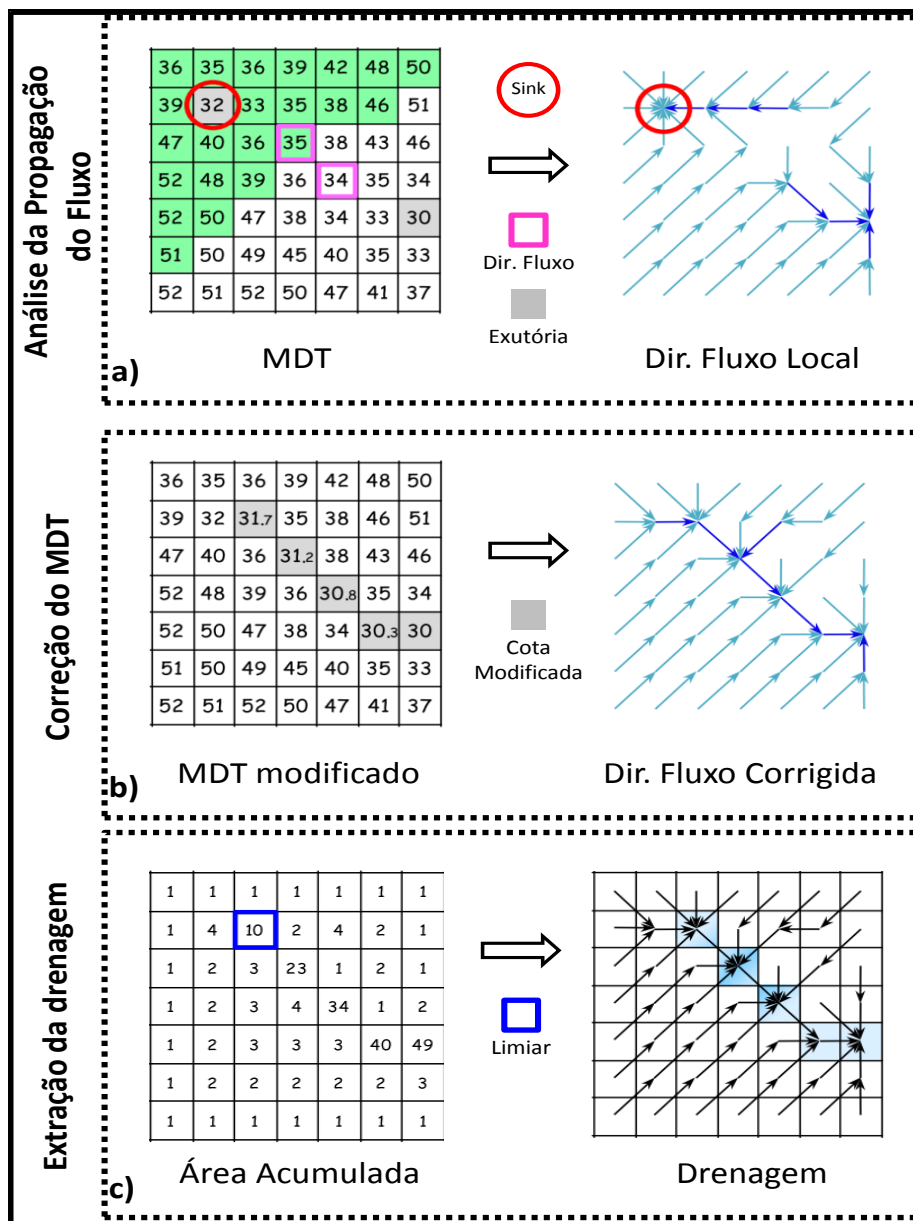 Análise da Propagação
do Fluxo
36 35 36 39 42 48 50
39 32 33 35 38 46 51
47 40 36 35 38 43 46
52 48 39 36 34 35 34
52 50 47 38 34 33 30
51 50 49 45 40 35 33
52 51 52 50 47 41 37
MDT
a)
Sink
Dir. Fluxo
Exutória
Dir. Fluxo Local
Correção do MDT
36 35 36 39 42 48 50
39 32 31.7 35 38 46 51
47 40 36 31.2 38 43 46
52 48 39 36 30.8 35 34
52 50 47 38 34 30.3 30
51 50 49 45 40 35 33
52 51 52 50 47 41 37
MDT modificado
b)
Cota
Modificada
Dir. Fluxo Corrigida
Extração da drenagem
1 1 1 1 1 1 1
1 4 10 2 4 2 1
1 2 3 23 1 2 1
1 2 3 4 34 1 2
1 2 3 3 3 40 49
1 2 2 2 2 2 3
1 1 1 1 1 1 1
Área Acumulada
c)
Limiar
Drenagem